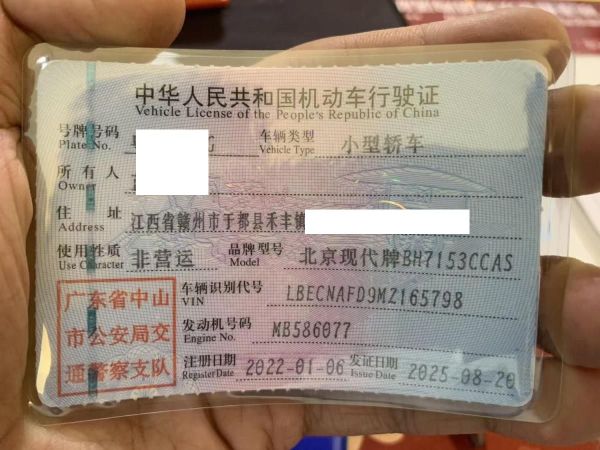 中华人民共和国机动车行驶证
Vehicle License of the People's Republic of China
号牌号码 车辆类型 小型轿车
Plate No. Vehicle Type
所有人
Owner
住址 江西省赣州市于都县禾丰镇
Address
使用性质 非营运 品牌型号 北京现代牌BH7153CCAS
Use Character Model
广东省中山
市公安局交
通警察支队
车辆识别代号 LBECNAFD9MZ165798
VIN
发动机号码 MB586077
Engine No.
注册日期 2022-01-06 发证日期 2025-08-20
Register Date Issue Date